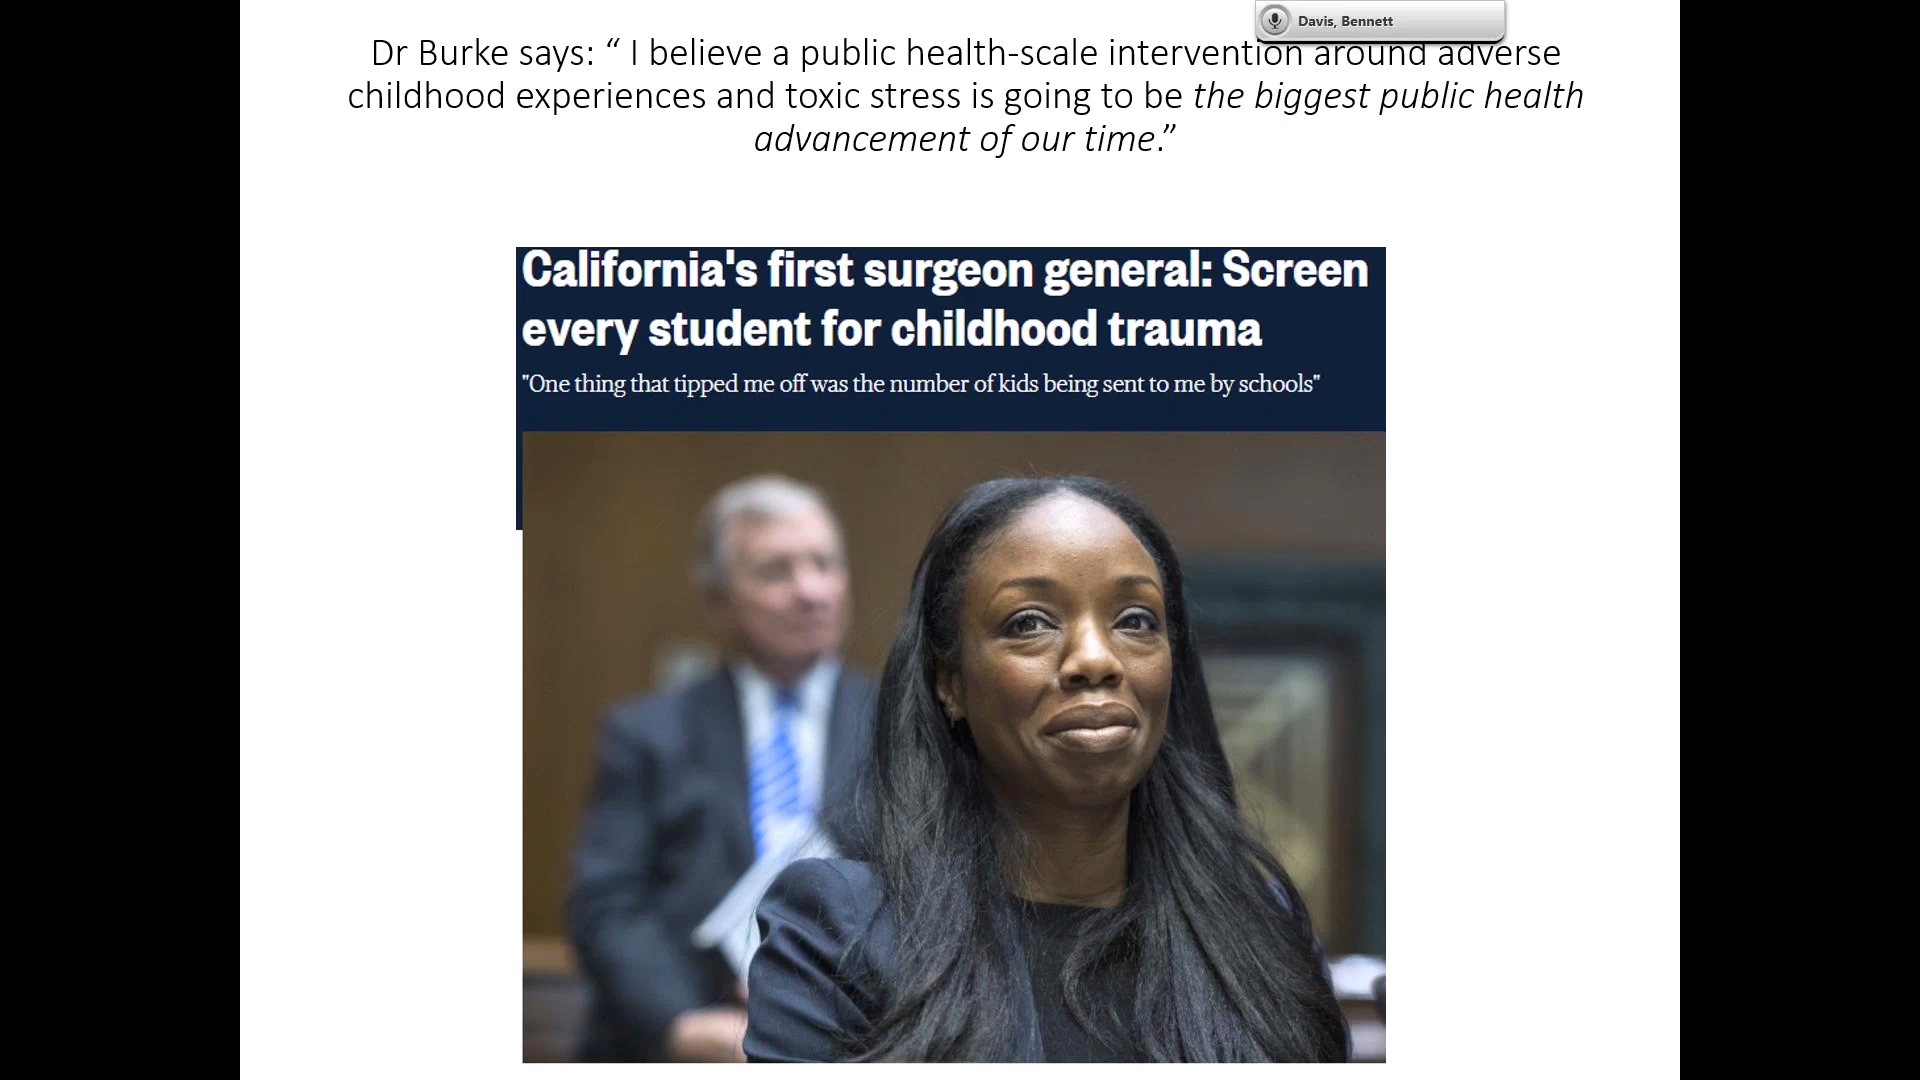 Davis, Bennett
Dr Burke says: “ I believe a public health-scale intervention around adverse
childhood experiences and toxic stress is going to be the biggest public health
advancement of our time.”
California's first surgeon general: Screen
every student for childhood trauma
"One thing that tipped me off was the number of kids being sent to me by schools"